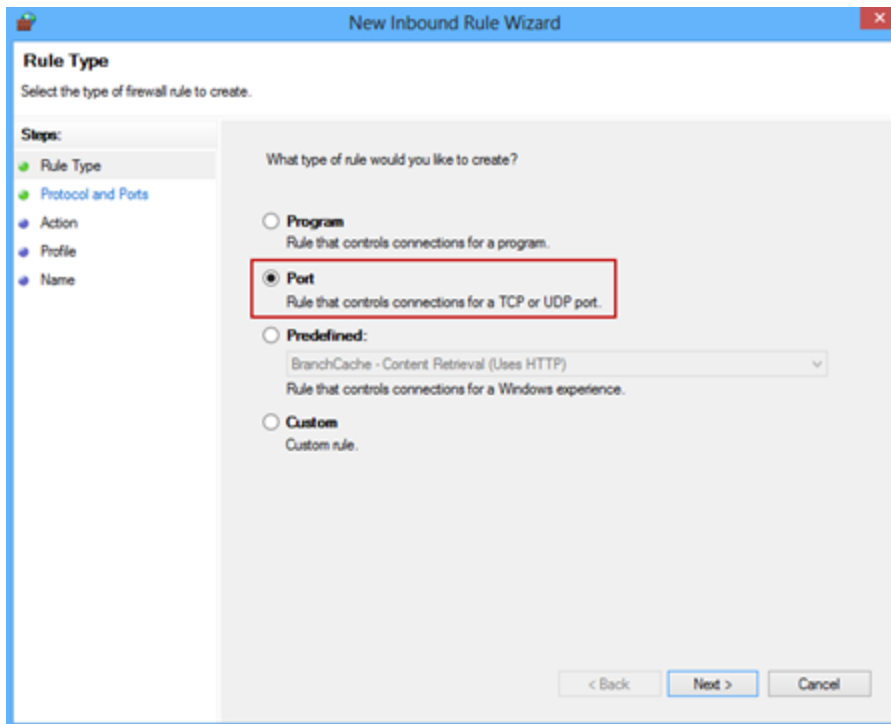 New Inbound Rule Wizard
Rule Type
Select the type of firewall rule to create.
Steps:
Rule Type
Protocol and Ports
Action
Profile
Name
What type of rule would you like to create?
Program
Rule that controls connections for a program.
Port
Rule that controls connections for a TCP or UDP port.
Predefined:
BranchCache - Content Retrieval (Uses HTTP)
Rule that controls connections for a Windows experience.
Custom
Custom rule.
< Back Next > Cancel